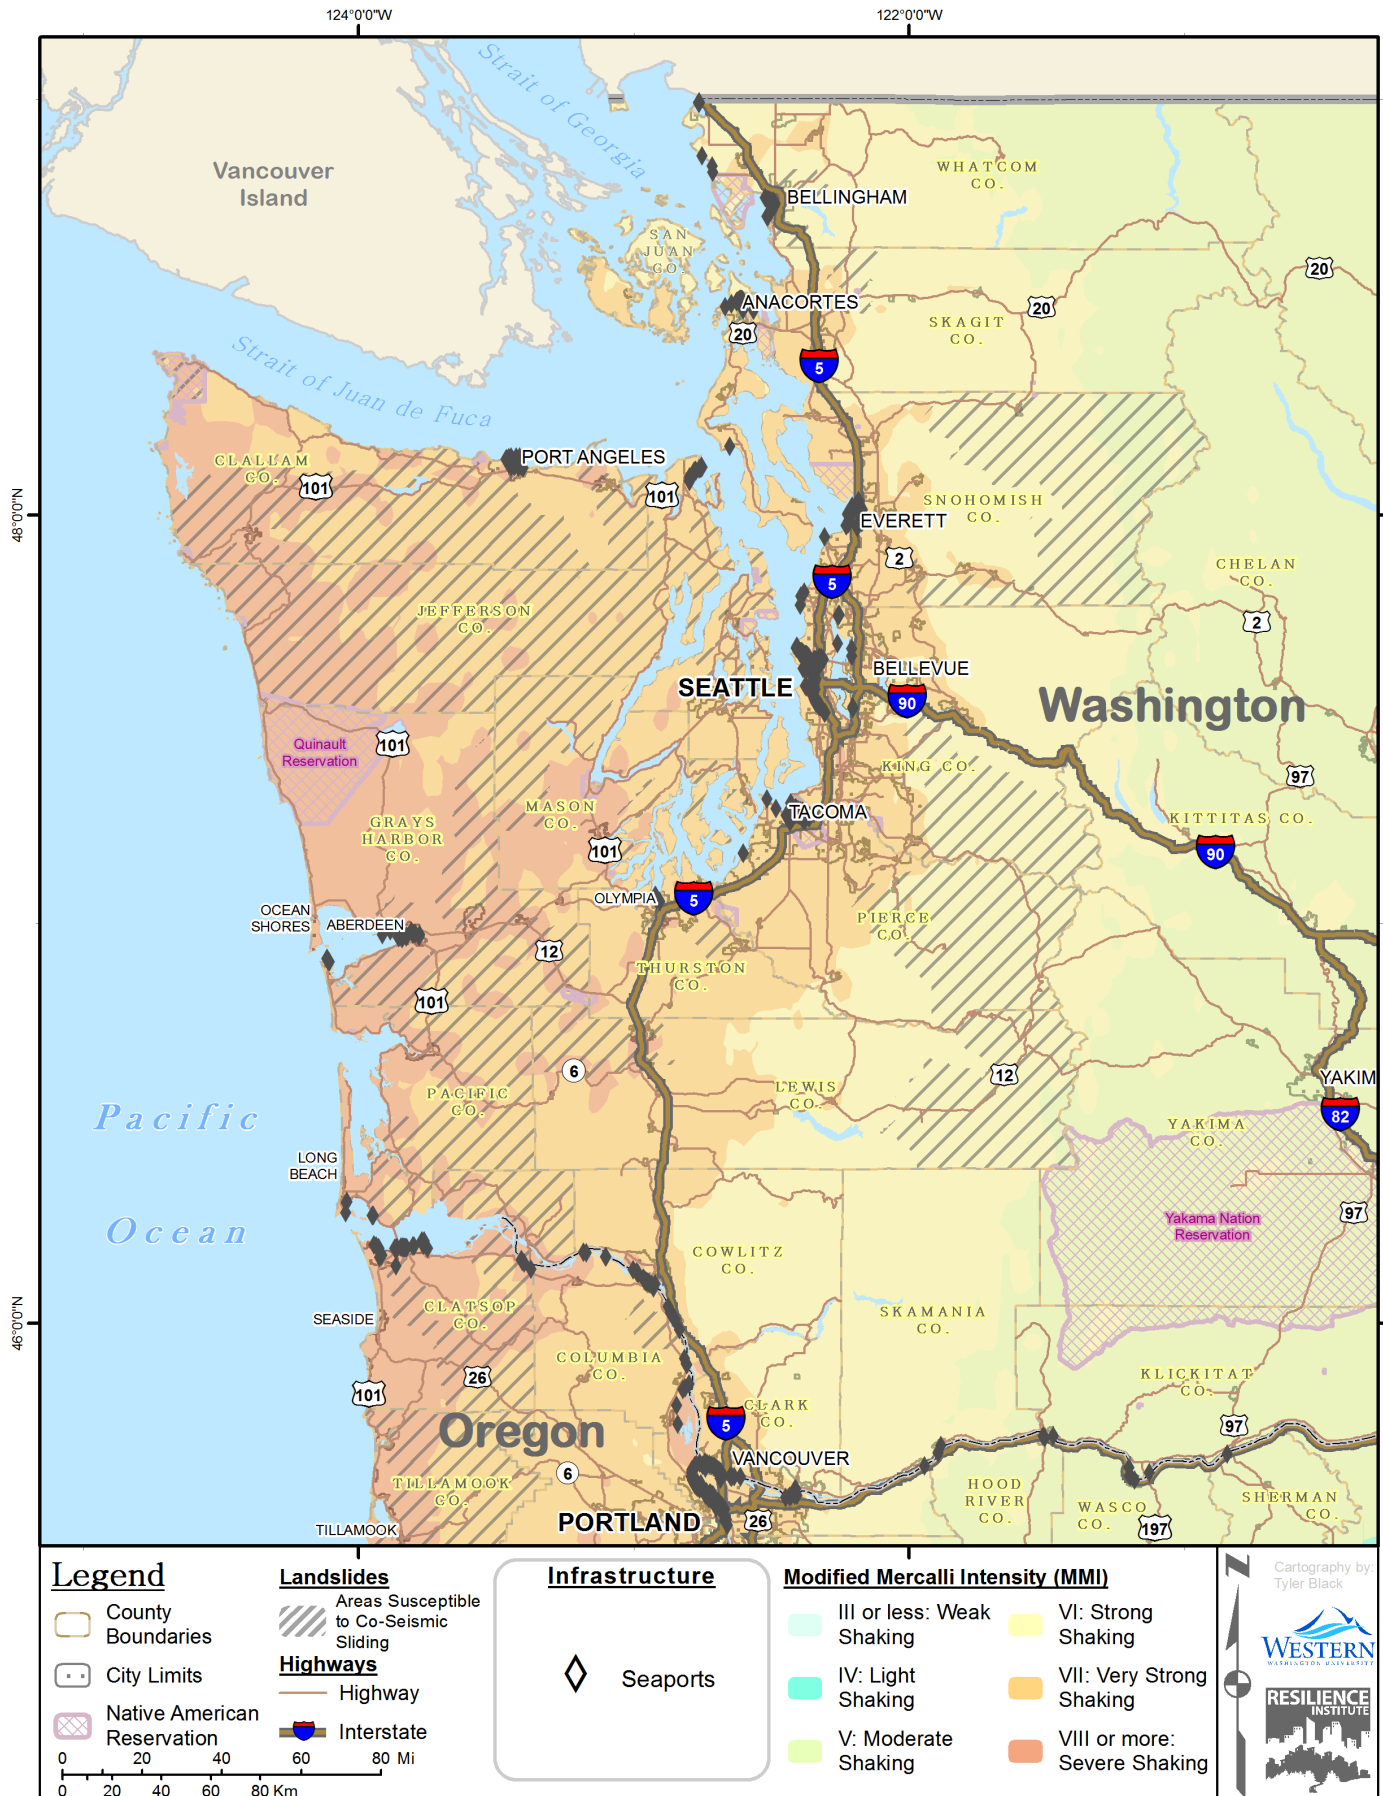 124°0'0"W
122°0'0"W
Strait of Georgia
Vancouver
Island
WHATCOM
CO.
BELLINGHAM
SAN
JUAN
CO.
20
ANACORTES
20
20
SKAGIT
CO.
5
Strait of Juan de Fuca
CLALLAM
CO.
101
PORT ANGELES
101
48°0'0"N
SNOHOMISH
CO.
EVERETT
2
5
CHELAN
CO.
2
JEFFERSON
CO.
BELLEVUE
SEATTLE
90
Washington
Quinault
Reservation
101
KING CO.
97
MASON
CO.
TACOMA
GRAYS
HARBOR
CO.
KITTITAS CO.
101
90
OLYMPIA
5
OCEAN
SHORES
ABERDEEN
PIERCE
CO.
12
THURSTON
CO.
101
6
12
YAKIM
LEWIS
CO.
PACIFIC
CO.
82
Pacific
Ocean
YAKIMA
CO.
LONG
BEACH
97
Yakama Nation
Reservation
COWLITZ
CO.
SKAMANIA
CO.
CLATSOP
CO.
SEASIDE
46°0'0"N
COLUMBIA
CO.
26
101
KLICKITAT
CO.
CLARK
CO.
5
97
Oregon
VANCOUVER
6
TILLAMOOK
CO.
HOOD
RIVER
CO.
WASCO
CO.
SHERMAN
CO.
PORTLAND
26
197
TILLAMOOK
Legend
County
Boundaries
City Limits
Native American
Reservation
0 20 40 60 80 Mi
0 20 40 60 80 Km
Landslides
Areas Susceptible
to Co-Seismic
Sliding
Highways
Highway
Interstate
Infrastructure
Seaports
Modified Mercalli Intensity (MMI)
III or less: Weak
Shaking
IV: Light
Shaking
V: Moderate
Shaking
VI: Strong
Shaking
VII: Very Strong
Shaking
VIII or more:
Severe Shaking
N
Cartography by:
Tyler Black
WESTERN
WASHINGTON UNIVERSITY
RESILIENCE
INSTITUTE